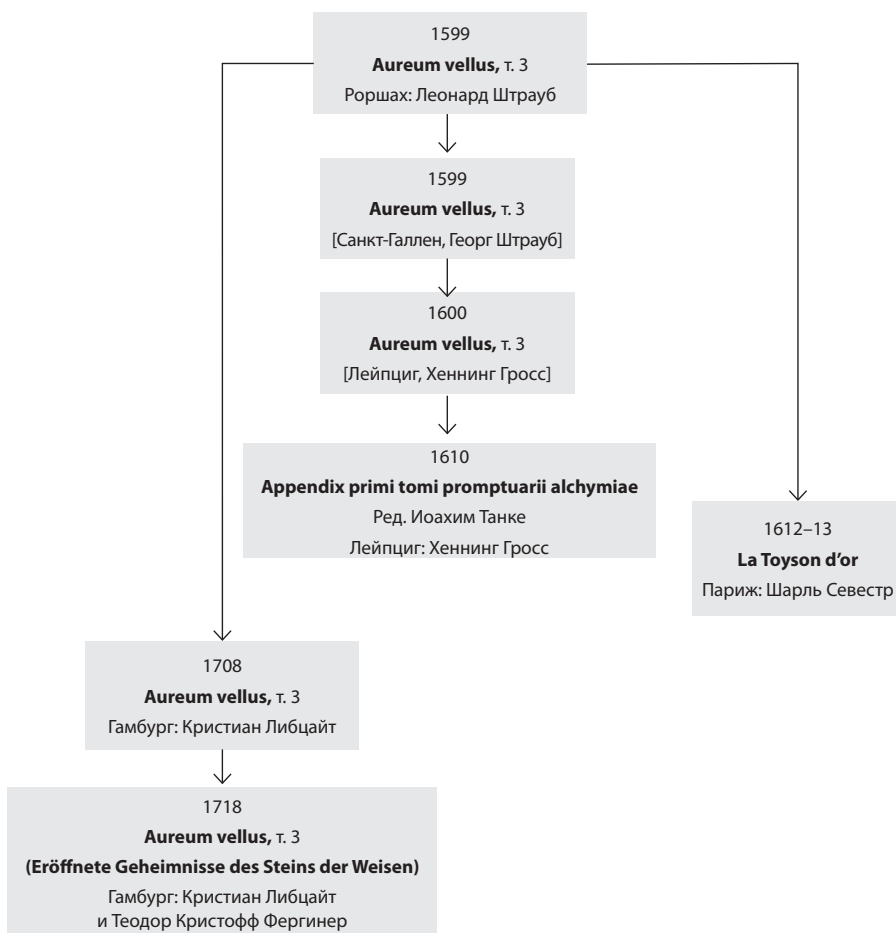 1599
Aureum vellus, т. 3
Роршах: Леонард Штрауб
1599
Aureum vellus, т. 3
[Санкт-Галлен, Георг Штрауб]
1600
Aureum vellus, т. 3
[Лейпциг, Хеннинг Гросс]
1610
Appendix primi tomi promptuarii alchymiae
Ред. Иоахим Танке
Лейпциг: Хеннинг Гросс
1612–13
La Toyson d’or
Париж: Шарль Севестр
1708
Aureum vellus, т. 3
Гамбург: Кристиан Либцайт
1718
Aureum vellus, т. 3
(Eröffnete Geheimnisse des Steins der Weisen)
Гамбург: Кристиан Либцайт
и Теодор Кристофф Фергинер